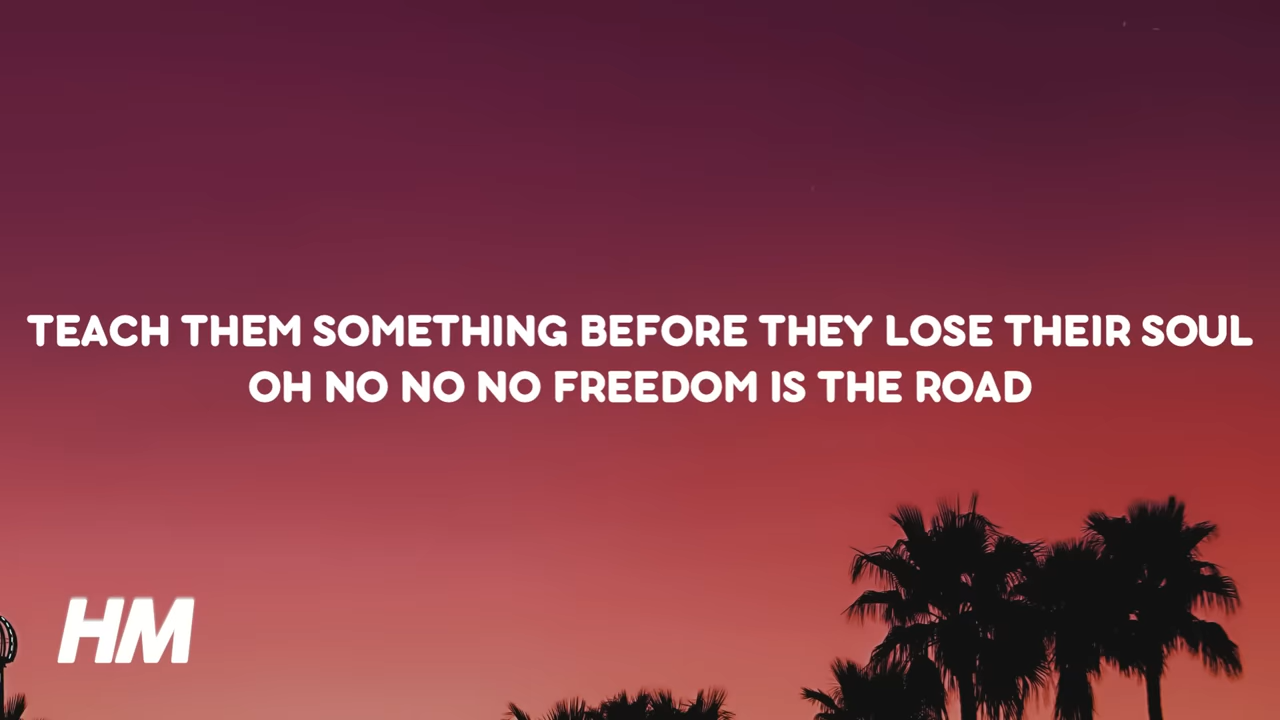 TEACH THEM SOMETHING BEFORE THEY LOSE THEIR SOUL
OH NO NO NO FREEDOM IS THE ROAD
HM